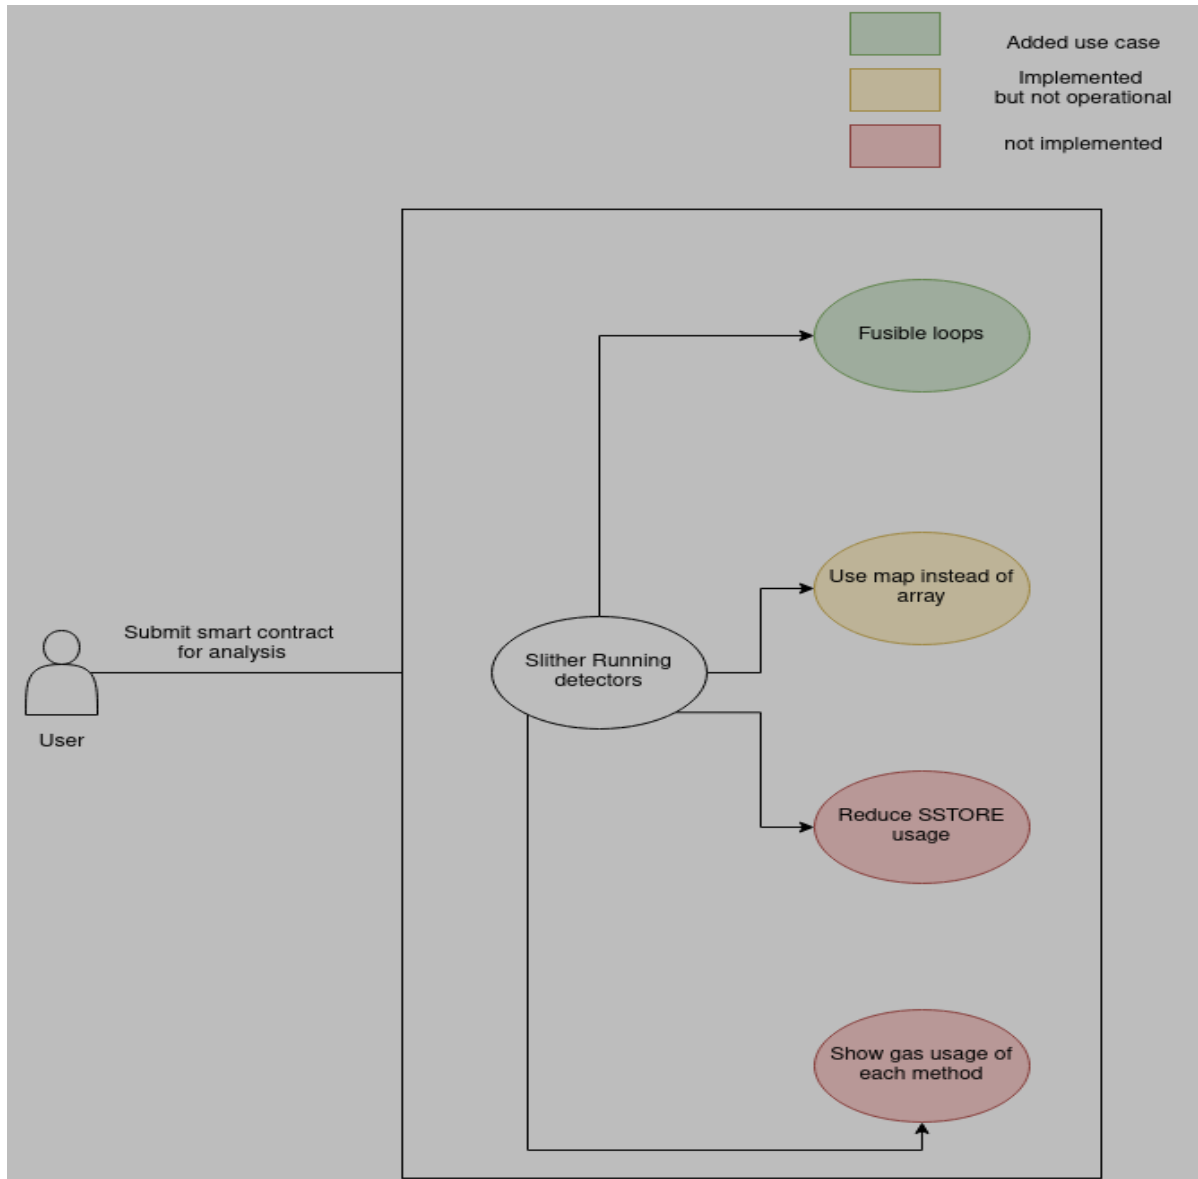 Added use case
Implemented
but not operational
not implemented
Fusible loops
Use map instead of
array
Submit smart contract
for analysis
Slither Running
detectors
User
Reduce SSTORE
usage
Show gas usage of
each method